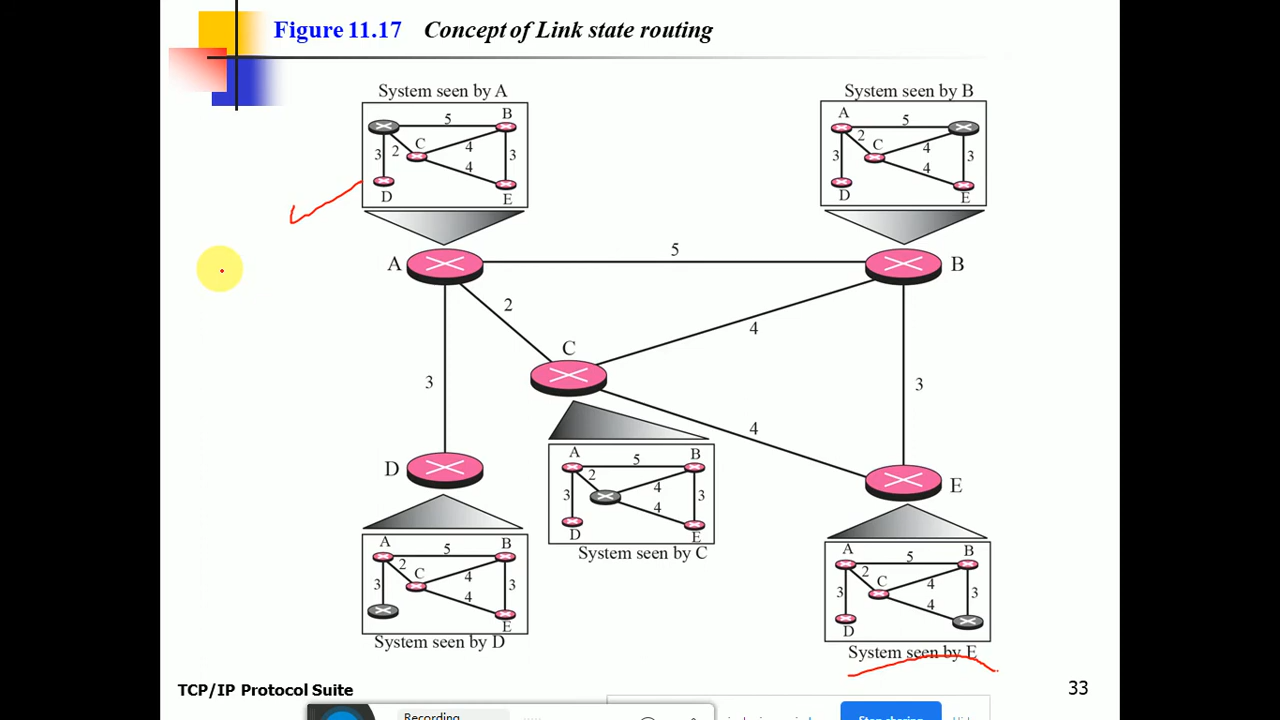 Figure 11.17 Concept of Link state routing
System seen by A
5
B
3
2
C
4
4
3
D
E
System seen by B
A
5
2
C
4
3
4
3
D
E
A
5
B
2
C
4
3
4
3
D
E
A
5
B
2
4
3
4
3
D
E
System seen by C
A
5
B
2
C
4
3
4
3
E
System seen by D
A
5
B
2
C
4
3
4
3
D
System seen by E
TCP/IP Protocol Suite
33
Recording
Stop sharing